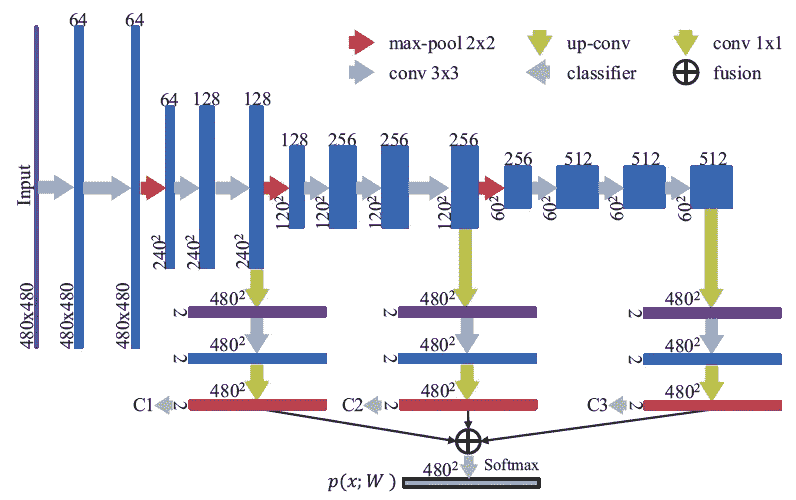 64 64
max-pool 2x2 up-conv conv 1x1
conv 3x3 classifier fusion
64 128 128
128 256 256 256
256 512 512 512
Input
480x480 480x480 480x480
240² 240² 240²
120² 120² 120² 120²
60² 60² 60² 60²
2 480² 2 480² 2 480²
2 480² 2 480² 2 480²
C1 2 480² C2 2 480² C3 2 480²
480² Softmax
p(x; W)